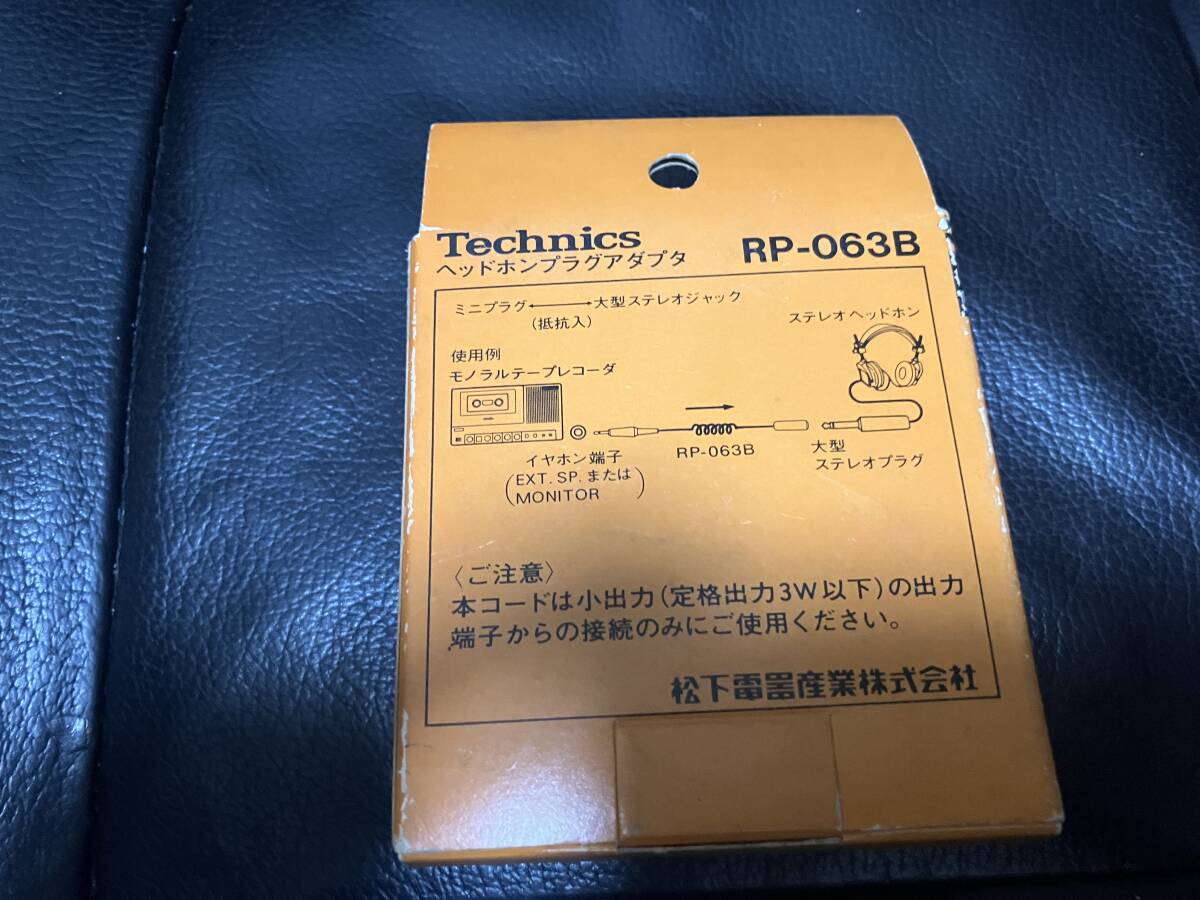 Technics
ヘッドホンプラグアダプタ
RP-063B
ミニプラグ←→大型ステレオジャック
(抵抗入)
ステレオヘッドホン
使用例
モノラルテープレコーダ
イヤホン端子
(EXT. SP. または
MONITOR)
RP-063B
大型
ステレオプラグ
〈ご注意〉
本コードは小出力(定格出力3W以下)の出力
端子からの接続のみにご使用ください。
松下電器産業株式会社